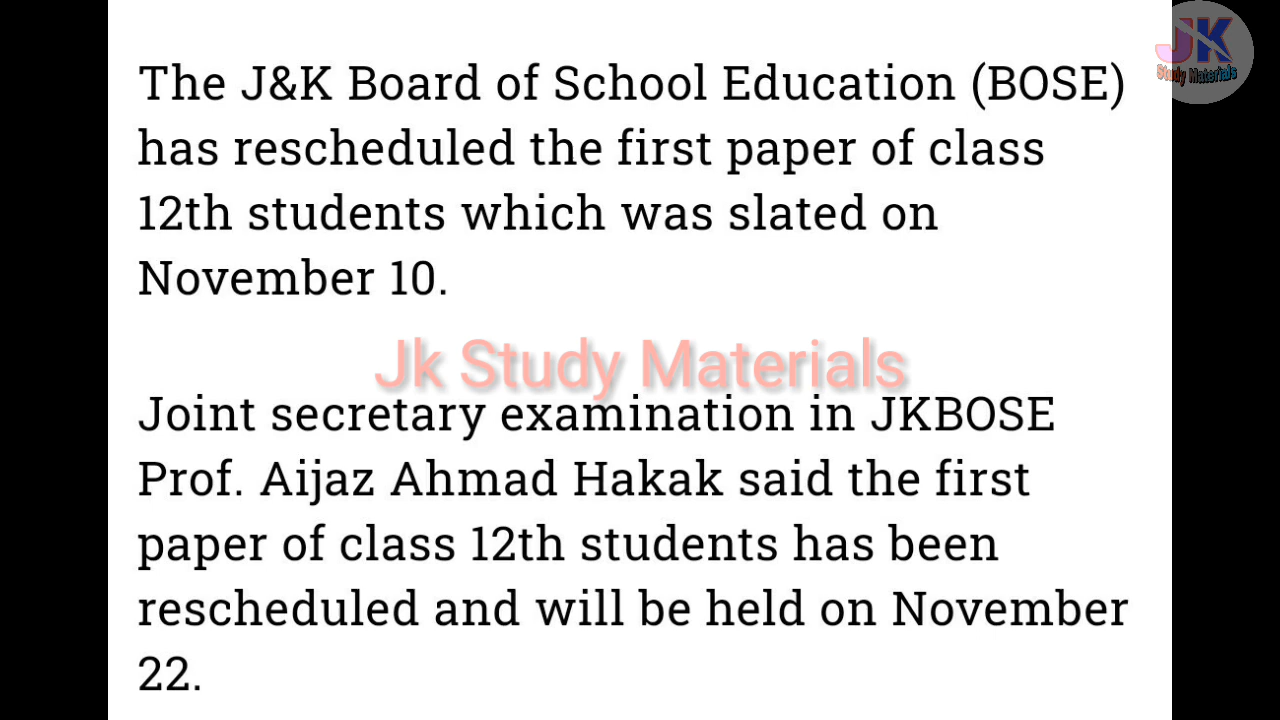 JK
Study Materials
The J&K Board of School Education (BOSE)
has rescheduled the first paper of class
12th students which was slated on
November 10.
Jk Study Materials
Joint secretary examination in JKBOSE
Prof. Aijaz Ahmad Hakak said the first
paper of class 12th students has been
rescheduled and will be held on November
22.